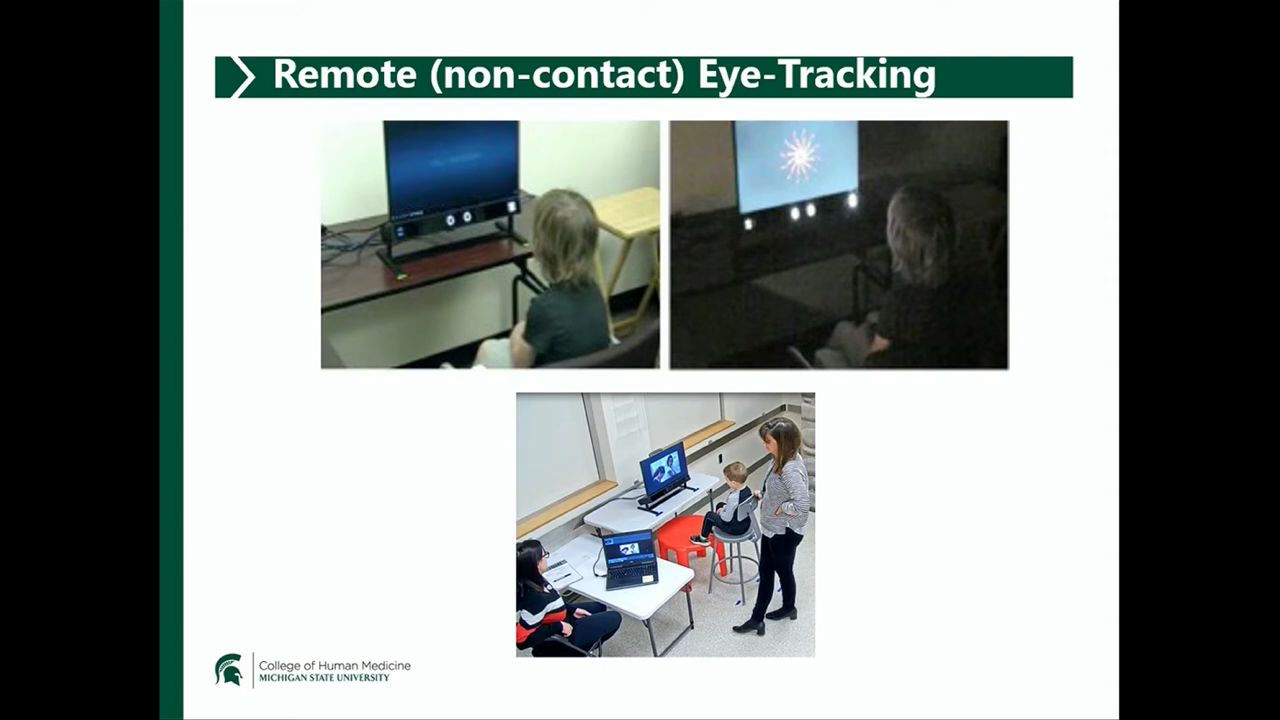 Remote (non-contact) Eye-Tracking
College of Human Medicine
MICHIGAN STATE UNIVERSITY